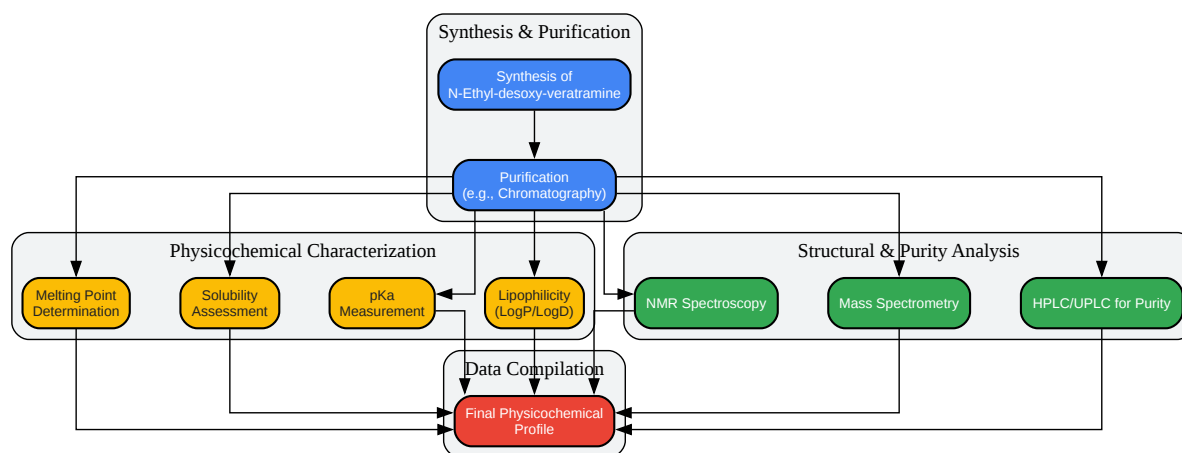 Synthesis & Purification
Synthesis of
N-Ethyl-desoxy-veratramine
Purification
(e.g., Chromatography)
Physicochemical Characterization
Structural & Purity Analysis
Melting Point
Determination
Solubility
Assessment
pKa
Measurement
Lipophilicity
(LogP/LogD)
NMR Spectroscopy
Mass Spectrometry
HPLC/UPLC for Purity
Data Compilation
Final Physicochemical
Profile